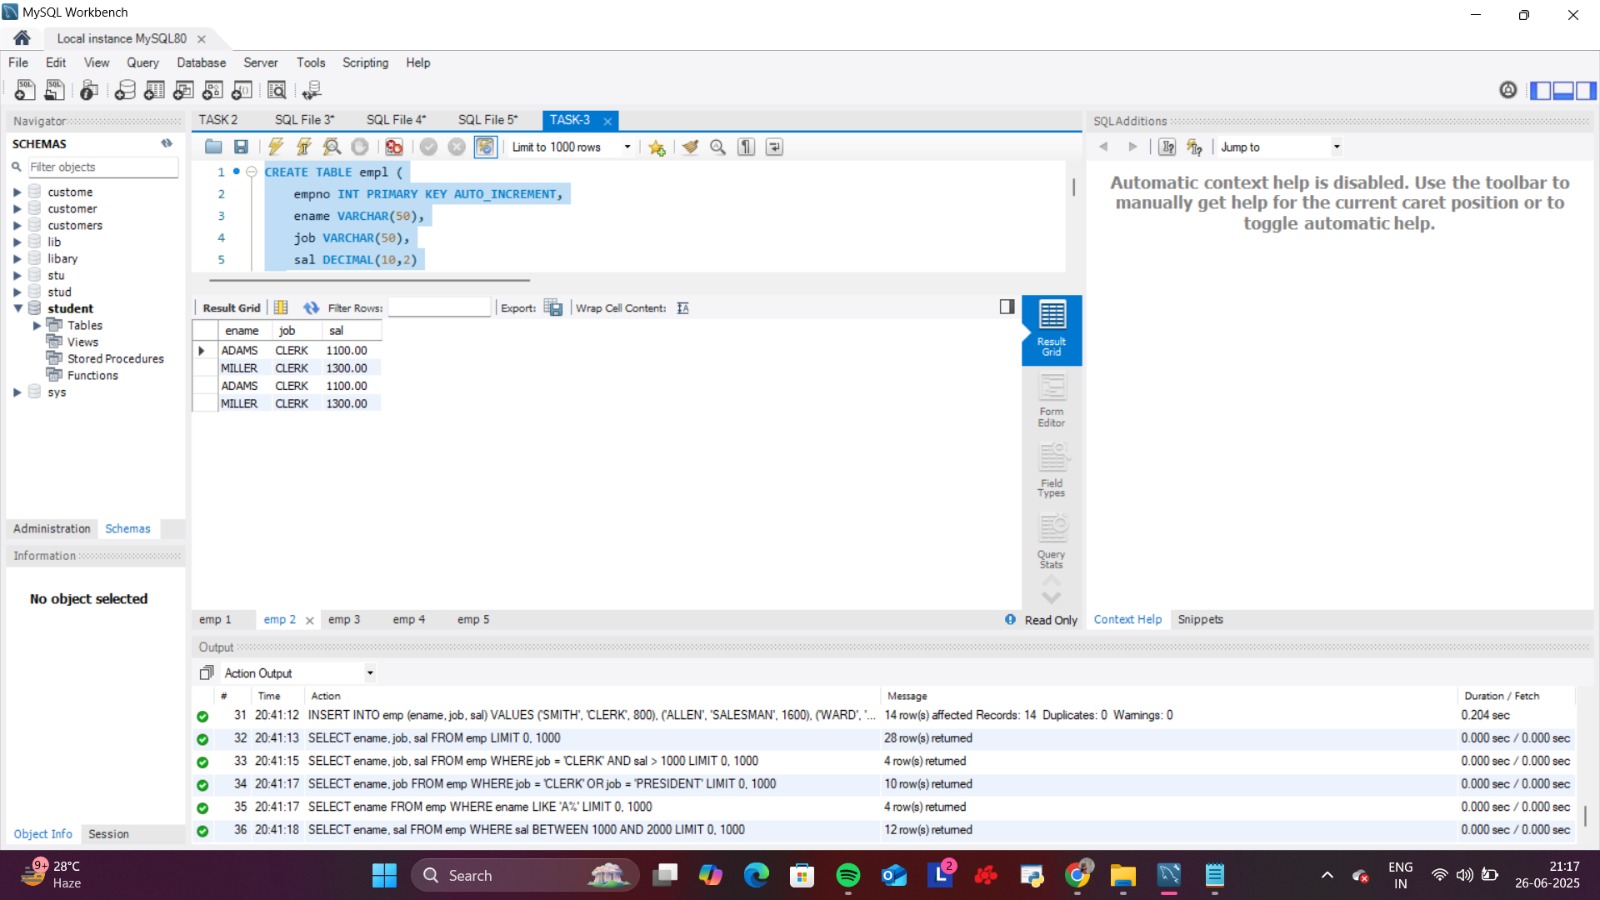 MySQL Workbench
Local instance MySQL80
File Edit View Query Database Server Tools Scripting Help
Navigator
SCHEMAS
Filter objects
custome
customer
customers
lib
libary
stu
stud
student
Tables
Views
Stored Procedures
Functions
sys
Administration Schemas
Information
No object selected
Object Info Session
TASK 2 SQL File 3* SQL File 4* SQL File 5* TASK-3
Limit to 1000 rows
1 CREATE TABLE empl (
2 empno INT PRIMARY KEY AUTO_INCREMENT,
3 ename VARCHAR(50),
4 job VARCHAR(50),
5 sal DECIMAL(10,2)
Result Grid Filter Rows: Export: Wrap Cell Content:
ename job sal
ADAMS CLERK 1100.00
MILLER CLERK 1300.00
ADAMS CLERK 1100.00
MILLER CLERK 1300.00
Result
Grid
Form
Editor
Field
Types
Query
Stats
emp 1 emp 2 emp 3 emp 4 emp 5 Read Only
SQLAdditions
Jump to
Automatic context help is disabled. Use the toolbar to
manually get help for the current caret position or to
toggle automatic help.
Context Help Snippets
Output
Action Output
# Time Action Message Duration / Fetch
31 20:41:12 INSERT INTO emp (ename, job, sal) VALUES ('SMITH', 'CLERK', 800), ('ALLEN', 'SALESMAN', 1600), ('WARD', '... 14 row(s) affected Records: 14 Duplicates: 0 Warnings: 0 0.204 sec
32 20:41:13 SELECT ename, job, sal FROM emp LIMIT 0, 1000 28 row(s) returned 0.000 sec / 0.000 sec
33 20:41:15 SELECT ename, job, sal FROM emp WHERE job = 'CLERK' AND sal > 1000 LIMIT 0, 1000 4 row(s) returned 0.000 sec / 0.000 sec
34 20:41:17 SELECT ename, job FROM emp WHERE job = 'CLERK' OR job = 'PRESIDENT' LIMIT 0, 1000 10 row(s) returned 0.000 sec / 0.000 sec
35 20:41:17 SELECT ename FROM emp WHERE ename LIKE 'A%' LIMIT 0, 1000 4 row(s) returned 0.000 sec / 0.000 sec
36 20:41:18 SELECT ename, sal FROM emp WHERE sal BETWEEN 1000 AND 2000 LIMIT 0, 1000 12 row(s) returned 0.000 sec / 0.000 sec
9+
28°C
Haze
Search
L 2
ENG
IN
21:17
26-06-2025